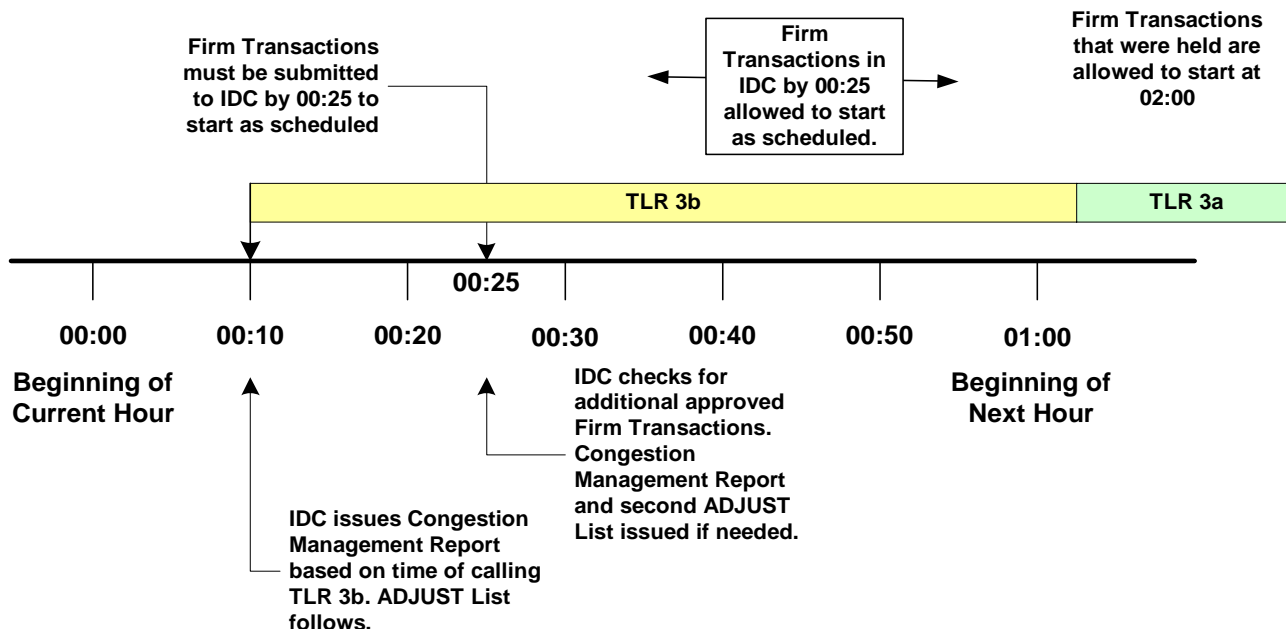 Firm Transactions
must be submitted
to IDC by 00:25 to
start as scheduled
Firm
Transactions in
IDC by 00:25
allowed to start
as scheduled.
Firm Transactions
that were held are
allowed to start at
02:00
TLR 3b
TLR 3a
00:25
00:00
00:10
00:20
00:30
00:40
00:50
01:00
Beginning of
Current Hour
IDC issues Congestion
Management Report
based on time of calling
TLR 3b. ADJUST List
follows.
IDC checks for
additional approved
Firm Transactions.
Congestion
Management Report
and second ADJUST
List issued if needed.
Beginning of
Next Hour